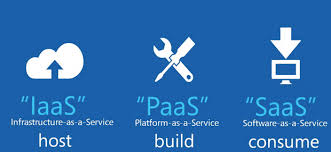 “IaaS” “PaaS” “SaaS”
Infrastructure-as-a-Service Platform-as-a-Service Software-as-a-Service
host build consume